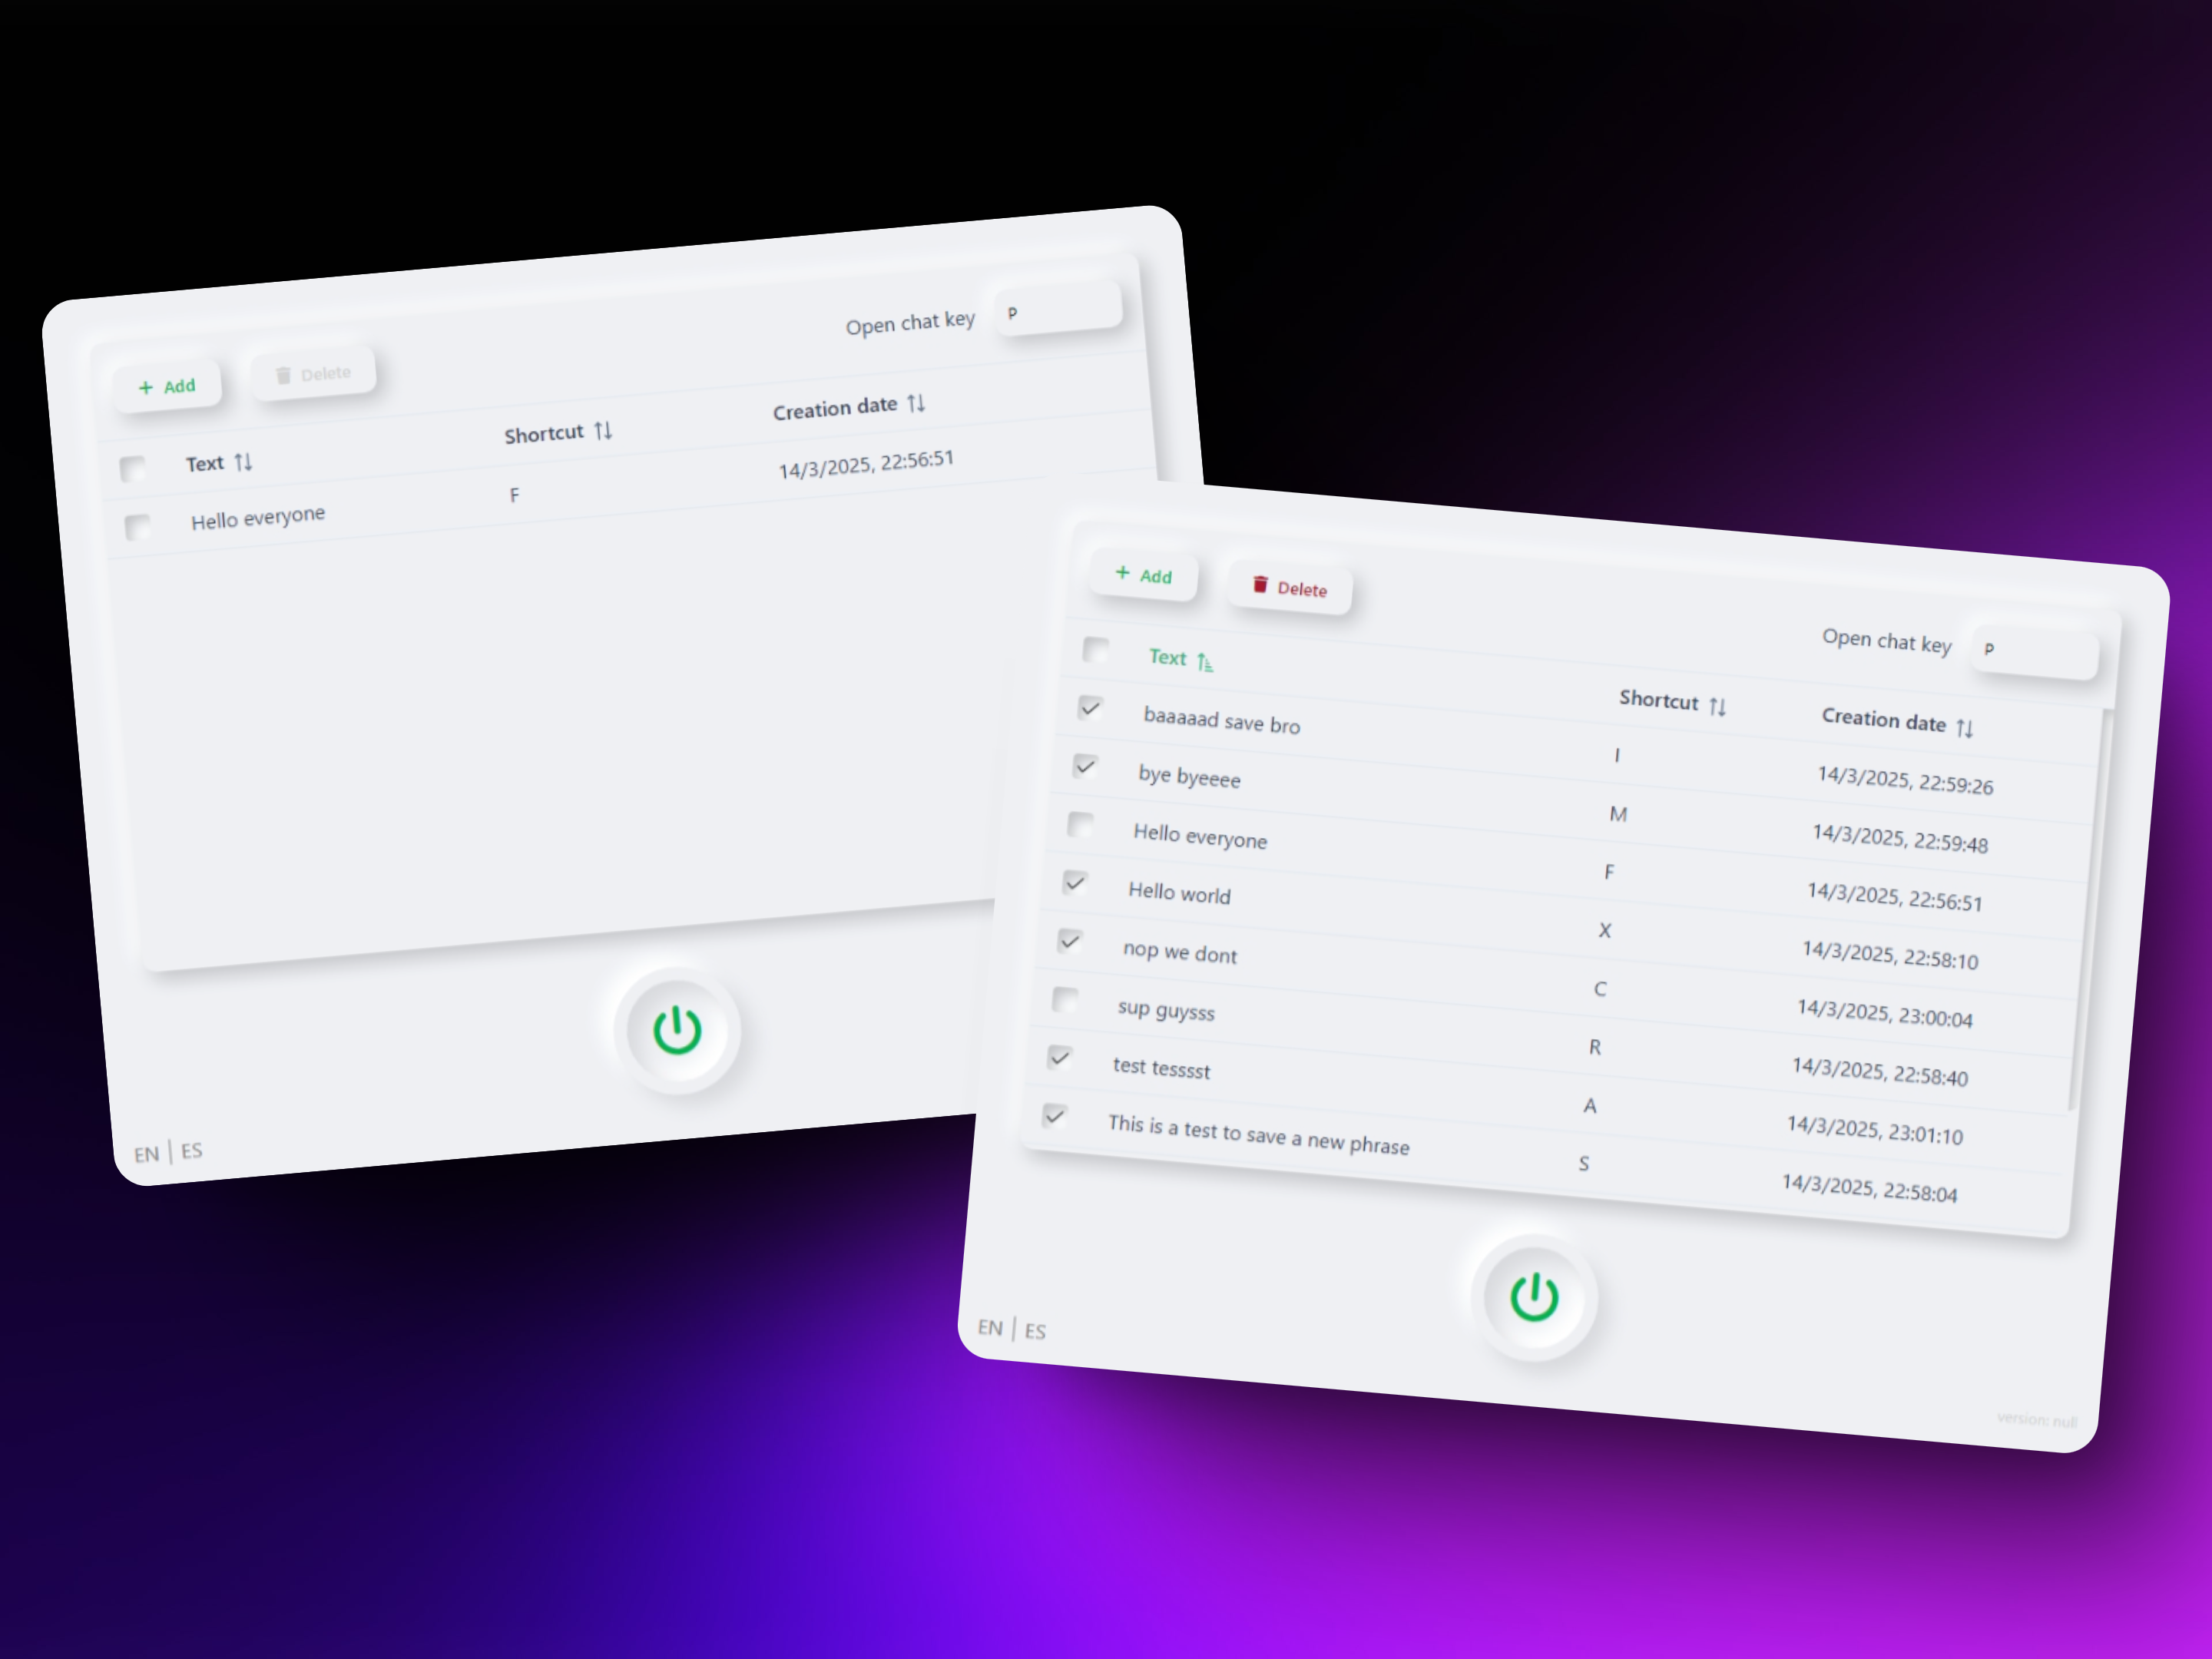 Open chat key P
+ Add Delete
Text Shortcut Creation date
Hello everyone F 14/3/2025, 22:56:51
EN | ES
+ Add Delete
Open chat key P
Text Shortcut Creation date
baaaaad save bro I 14/3/2025, 22:59:26
bye byeeee M 14/3/2025, 22:59:48
Hello everyone F 14/3/2025, 22:56:51
Hello world X 14/3/2025, 22:58:10
nop we dont C 14/3/2025, 23:00:04
sup guysss R 14/3/2025, 22:58:40
test tesssst A 14/3/2025, 23:01:10
This is a test to save a new phrase S 14/3/2025, 22:58:04
EN | ES
version: null